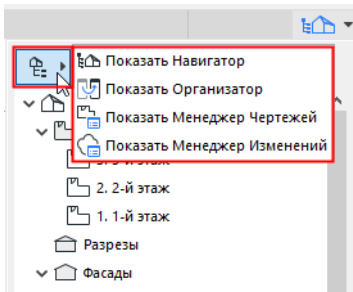 Показать Навигатор
Показать Организатор
Показать Менеджер Чертежей
Показать Менеджер Изменений
2. 2-й этаж
1. 1-й этаж
Разрезы
Фасады